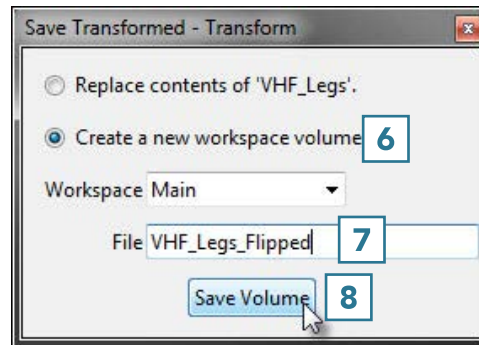 Save Transformed - Transform
Replace contents of 'VHF_Legs'.
Create a new workspace volume 6
Workspace Main
File VHF_Legs_Flipped 7
Save Volume 8